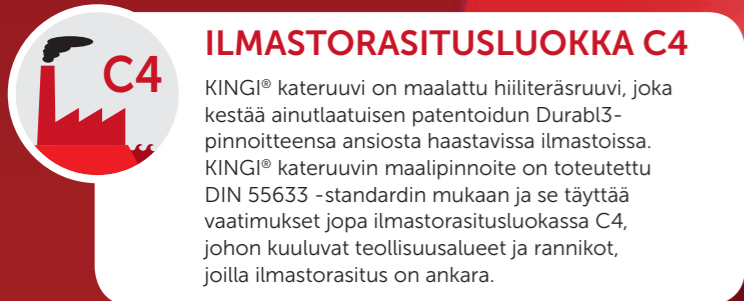 C4
ILMASTORASITUSLUOKKA C4
KINGI® kateruuvi on maalattu hiiliteräsruuvi, joka
kestää ainutlaatuisen patentoidun Durabl3-
pinnoitteensa ansiosta haastavissa ilmastoissa.
KINGI® kateruuvin maalipinnoite on toteutettu
DIN 55633 -standardin mukaan ja se täyttää
vaatimukset jopa ilmastorasitusluokassa C4,
johon kuuluvat teollisuusalueet ja rannikot,
joilla ilmastorasitus on ankara.